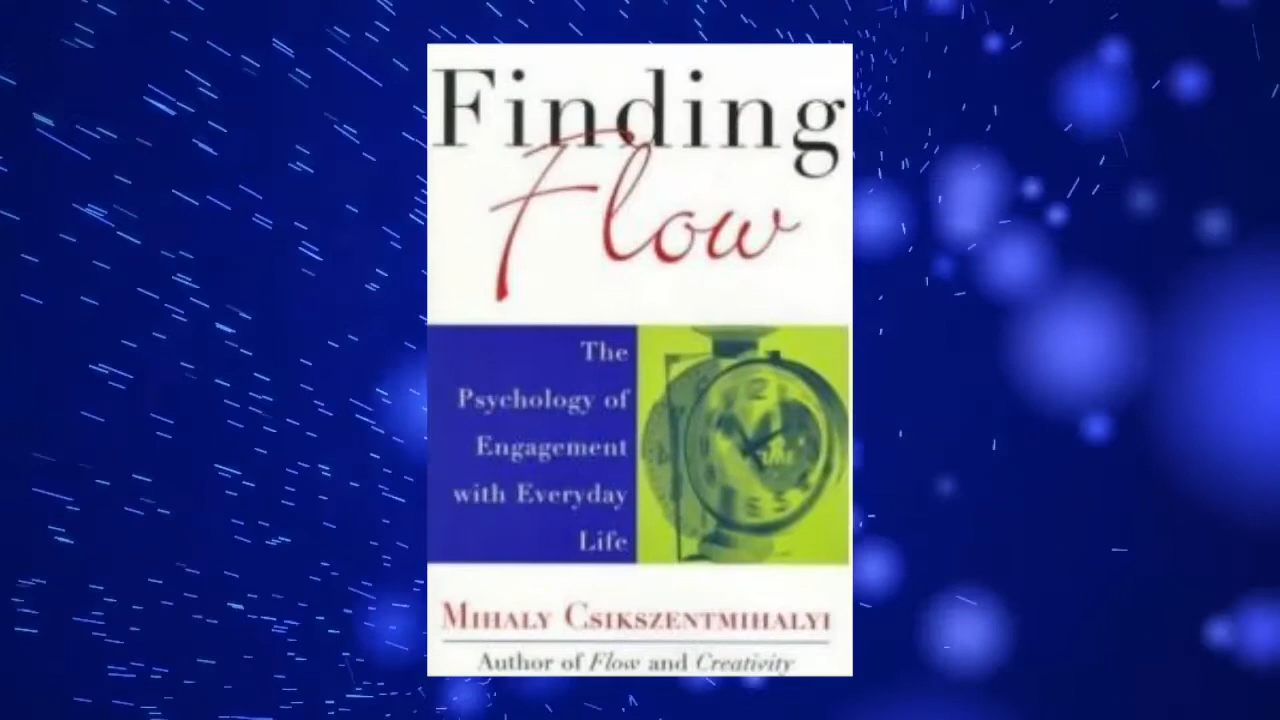 Finding
Flow
The
Psychology of
Engagement
with Everyday
Life
MIHALY CSIKSZENTMIHALYI
Author of Flow and Creativity